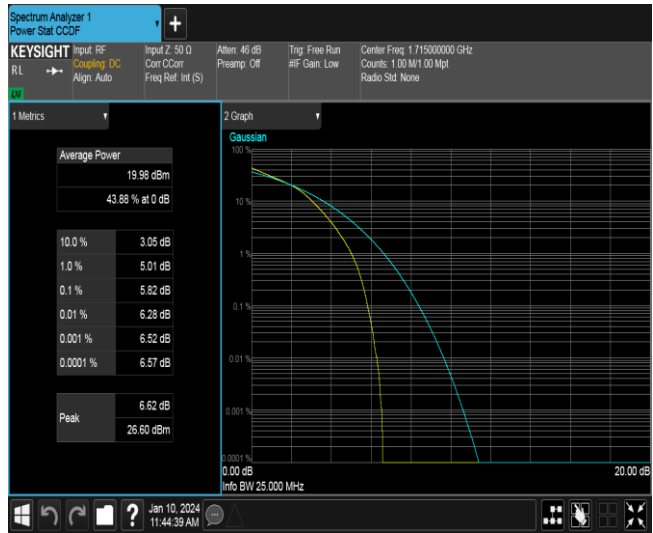 Spectrum Analyzer 1
Power Stat CCDF
+
KEYSIGHT
RL
LXI
Input: RF
Coupling: DC
Align: Auto
Input Z: 50 Ω
Corr CCorr
Freq Ref: Int (S)
Atten: 46 dB
Preamp: Off
Trig: Free Run
#IF Gain: Low
Center Freq: 1.715000000 GHz
Counts: 1.00 M/1.00 Mpt
Radio Std: None
1 Metrics
Average Power
19.98 dBm
43.88 % at 0 dB
10.0 % 3.05 dB
1.0 % 5.01 dB
0.1 % 5.82 dB
0.01 % 6.28 dB
0.001 % 6.52 dB
0.0001 % 6.57 dB
Peak
6.62 dB
26.60 dBm
2 Graph
Gaussian
100 %
10 %
1 %
0.1 %
0.01 %
0.001 %
0.0001 %
0.00 dB
20.00 dB
Info BW 25.000 MHz
?
Jan 10, 2024
11:44:39 AM